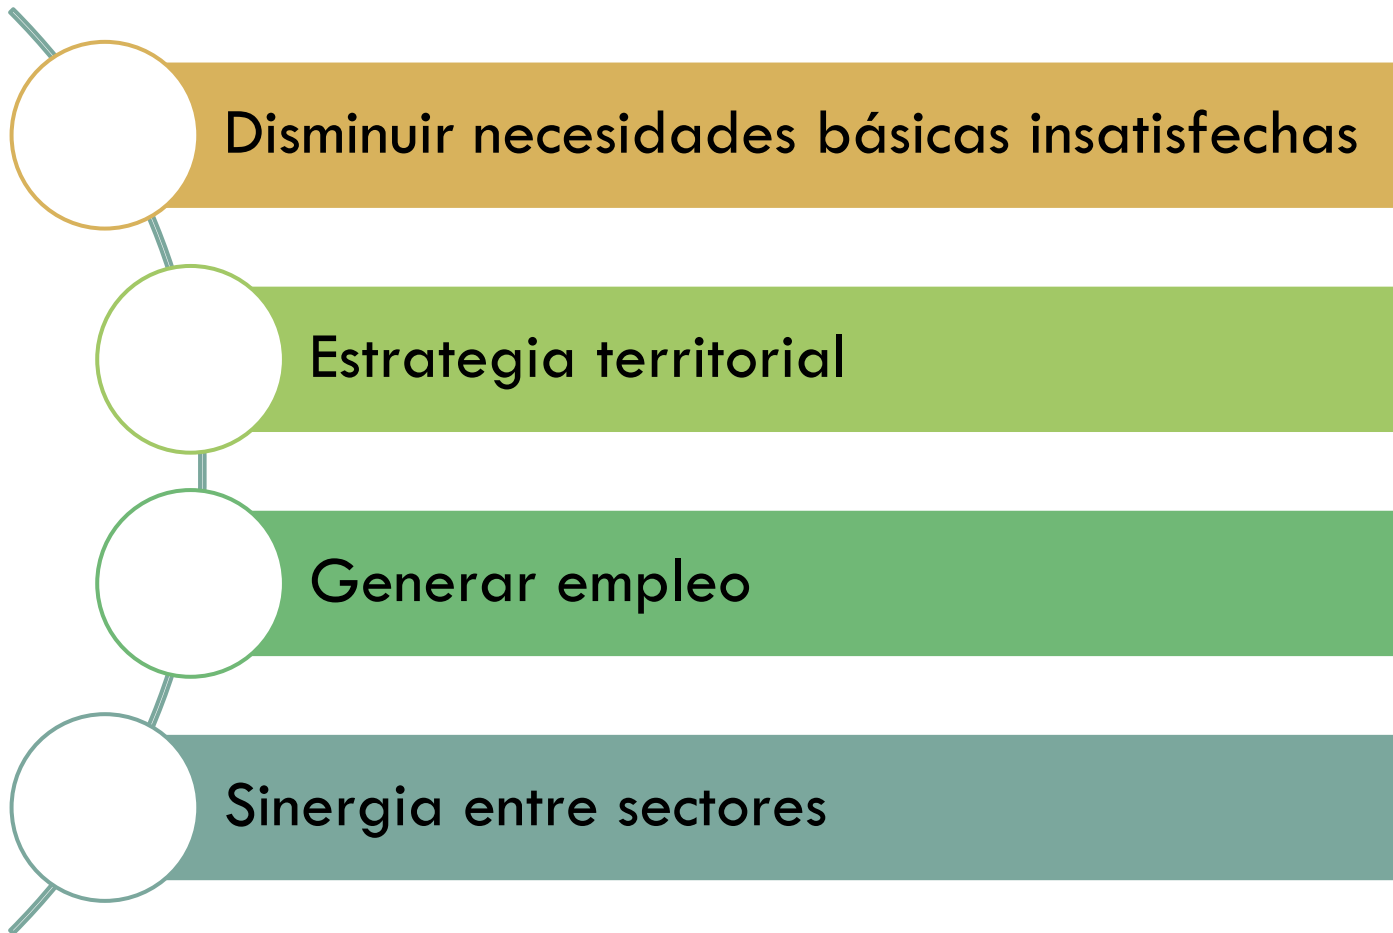 Disminuir necesidades básicas insatisfechas
Estrategia territorial
Generar empleo
Sinergia entre sectores